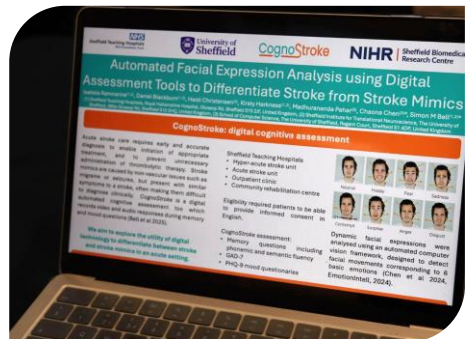 NHS
Sheffield Teaching Hospitals
University of
Sheffield
CognoStroke
NIHR | Sheffield Biomedical
Research Centre
Automated Facial Expression Analysis using Digital
Assessment Tools to Differentiate Stroke from Stroke Mimics
CognoStroke: digital cognitive assessment
Acute stroke care requires early and accurate
diagnosis to enable initiation of appropriate
treatment, and to prevent unnecessary
administration of thrombolytic therapy. Stroke
mimics are caused by non-vascular issues such as
migraine or seizures, but present with similar
symptoms to a stroke, often making them difficult
to diagnose clinically. CognoStroke is a digital
automated cognitive assessment tool which
records video and audio responses during memory
and mood questions
We aim to explore the utility of digital
technology to differentiate between stroke
and stroke mimics in an acute setting.
Sheffield Teaching Hospitals
• Hyper-acute stroke unit
• Acute stroke unit
• Outpatient clinic
• Community rehabilitation centre
Eligibility required patients to be able
to provide informed consent in
English.
CognoStroke assessment:
• Memory questions including
phonemic and semantic fluency
• GAD-7
• PHQ-9 mood questionnaires
Neutral Happy Fear Sadness
Contempt Surprise Anger Disgust
Dynamic facial expressions were
analysed using an automated computer
vision framework, designed to detect
facial movements corresponding to 6
basic emotions (Chen et al 2024,
EmotionIntell, 2024).